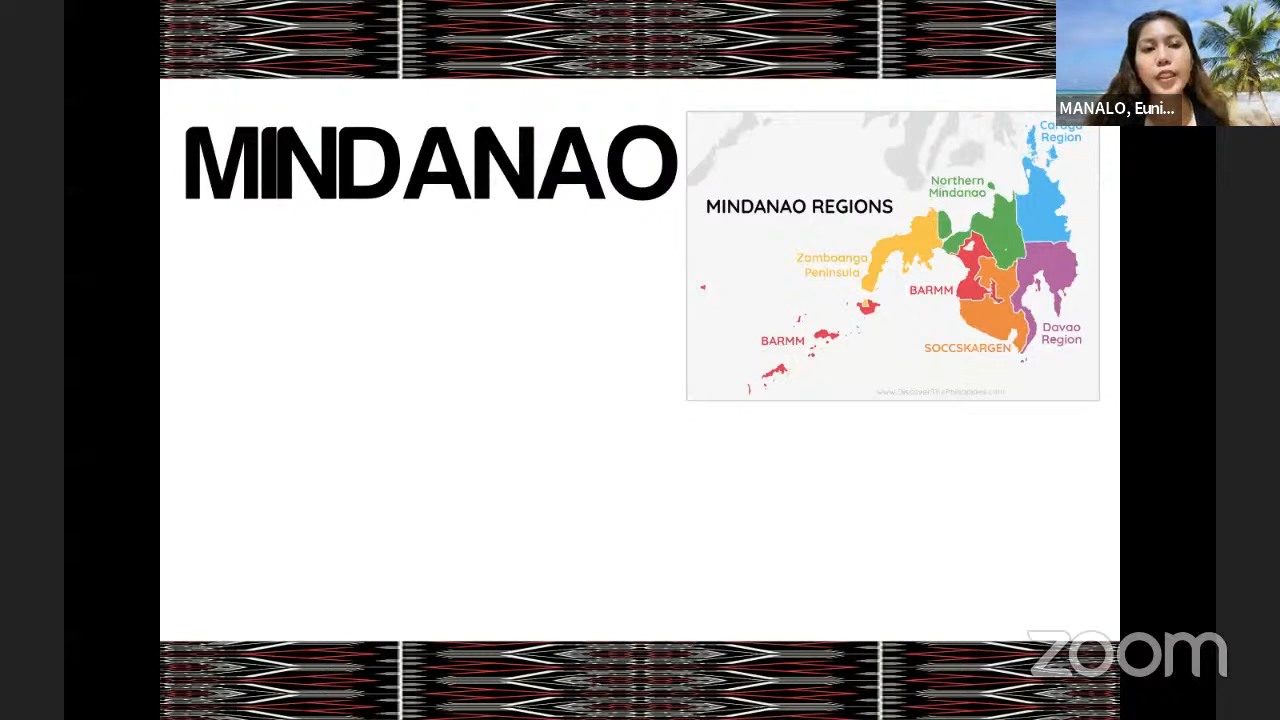 MINDANAO
MANALO, Euni...
Caraga
Region
Northern
Mindanao
MINDANAO REGIONS
Zamboanga
Peninsula
BARMM
BARMM
Davao
Region
SOCCSKARGEN
zoom